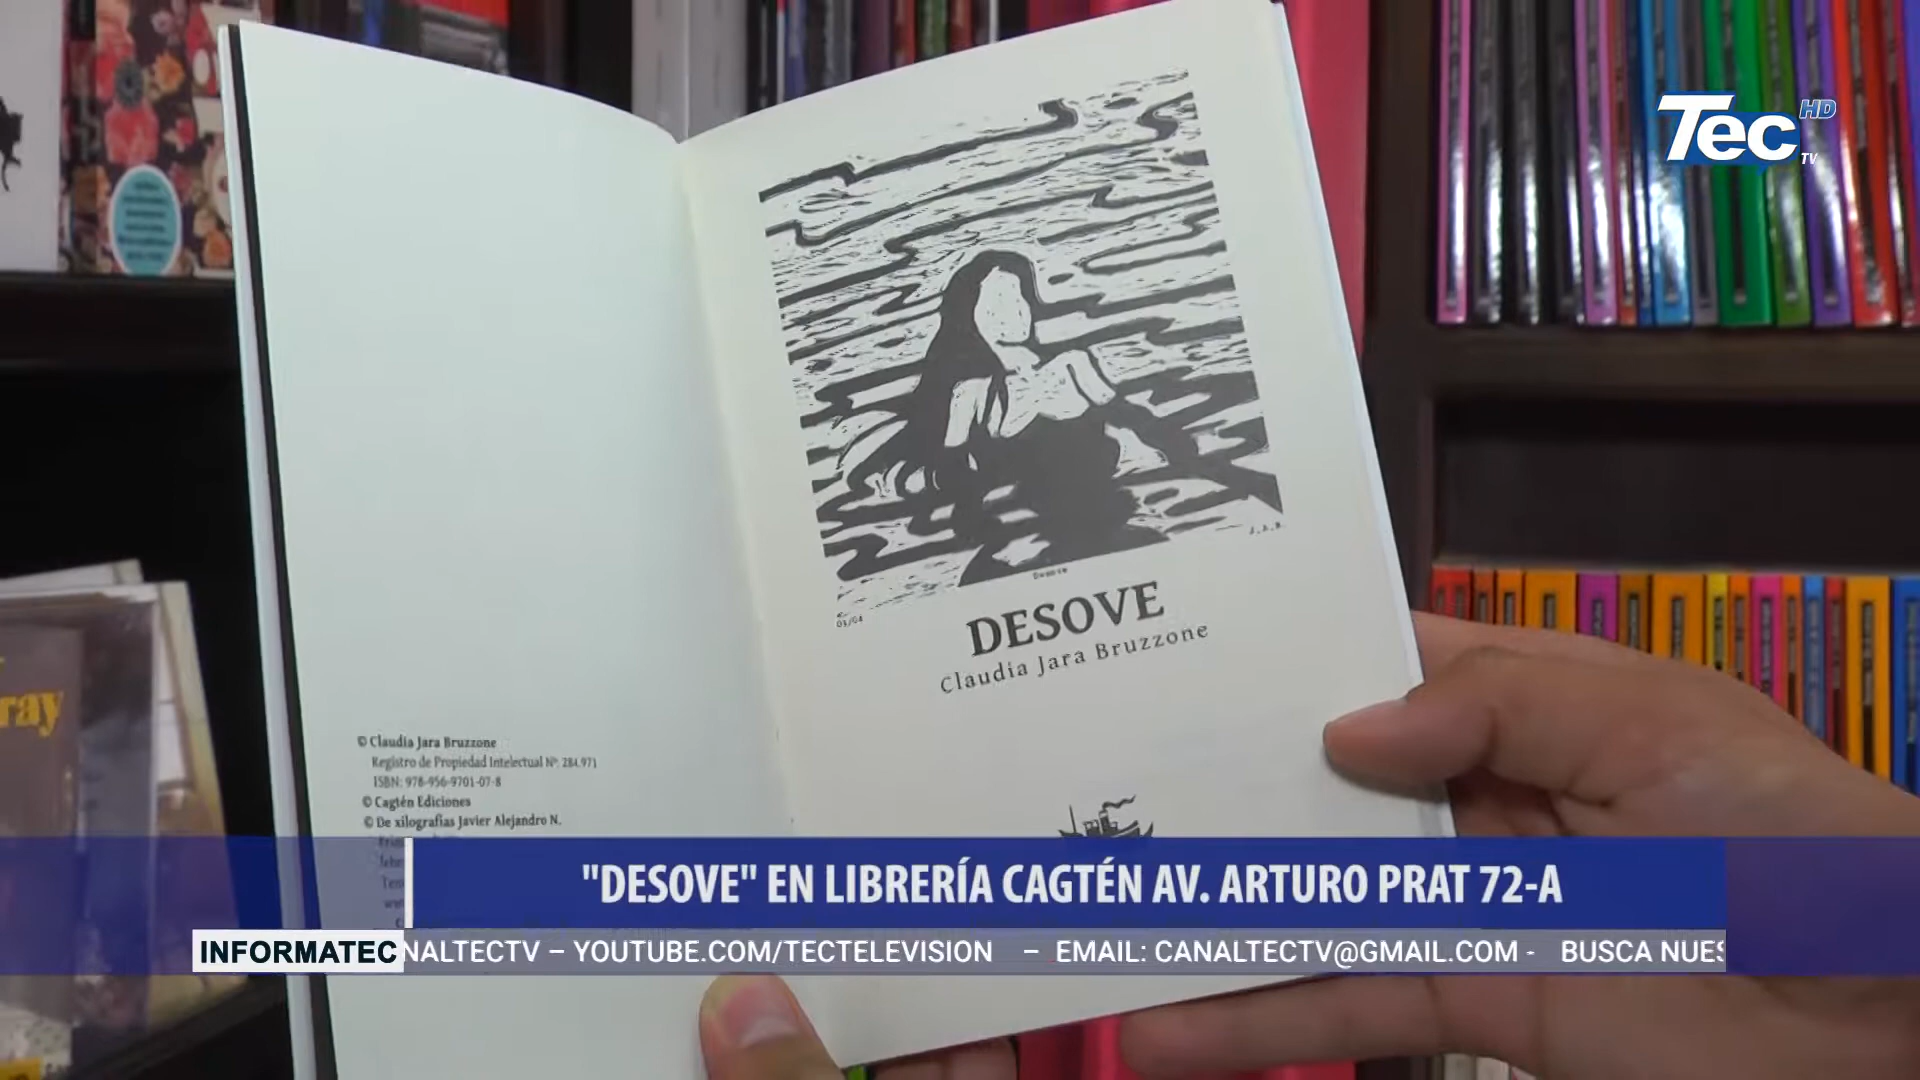 Tec HD
TV
Desove
01/04
J.A.N.
DESOVE
Claudia Jara Bruzzone
© Claudia Jara Bruzzone
Registro de Propiedad Intelectual Nº: 284.971
ISBN: 978-956-9701-07-8
© Cagtén Ediciones
© De xilografías Javier Alejandro N.
ray
"DESOVE" EN LIBRERÍA CAGTÉN AV. ARTURO PRAT 72-A
INFORMATEC
NALTECTV – YOUTUBE.COM/TECTELEVISION – EMAIL: CANALTECTV@GMAIL.COM - BUSCA NUES